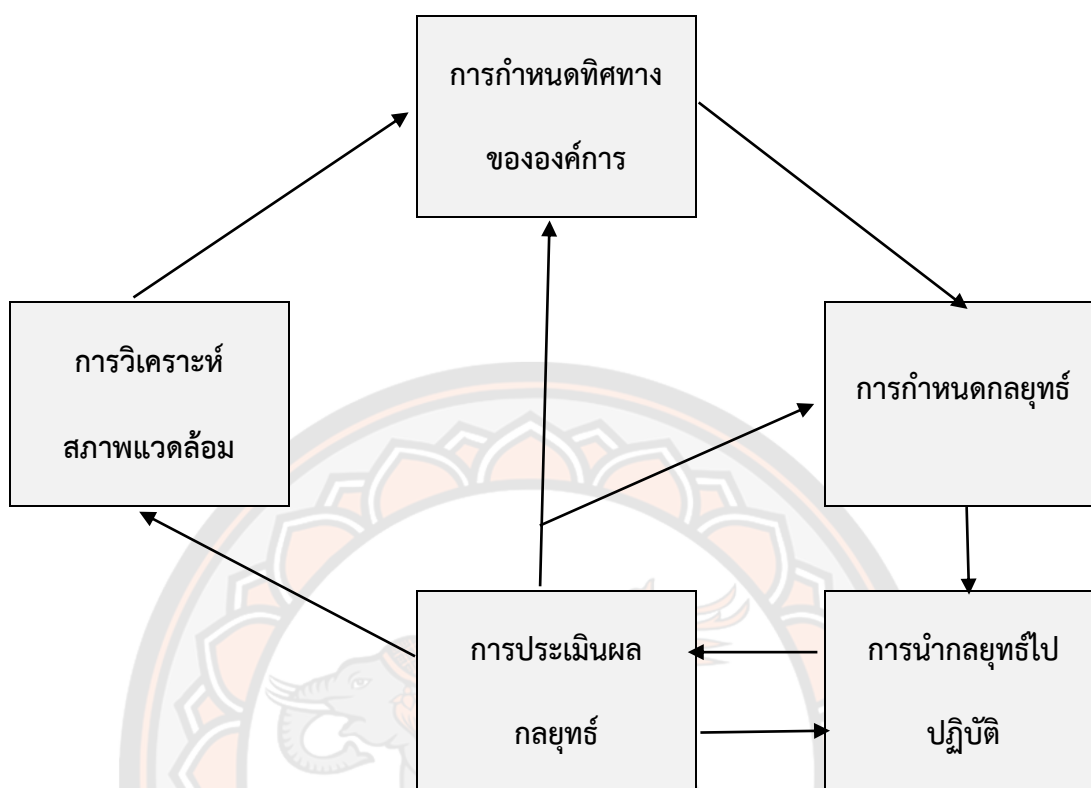 การกำหนดทิศทาง
ขององค์การ
การวิเคราะห์
สภาพแวดล้อม
การกำหนดกลยุทธ์
การประเมินผล
กลยุทธ์
การนำกลยุทธ์ไป
ปฏิบัติ